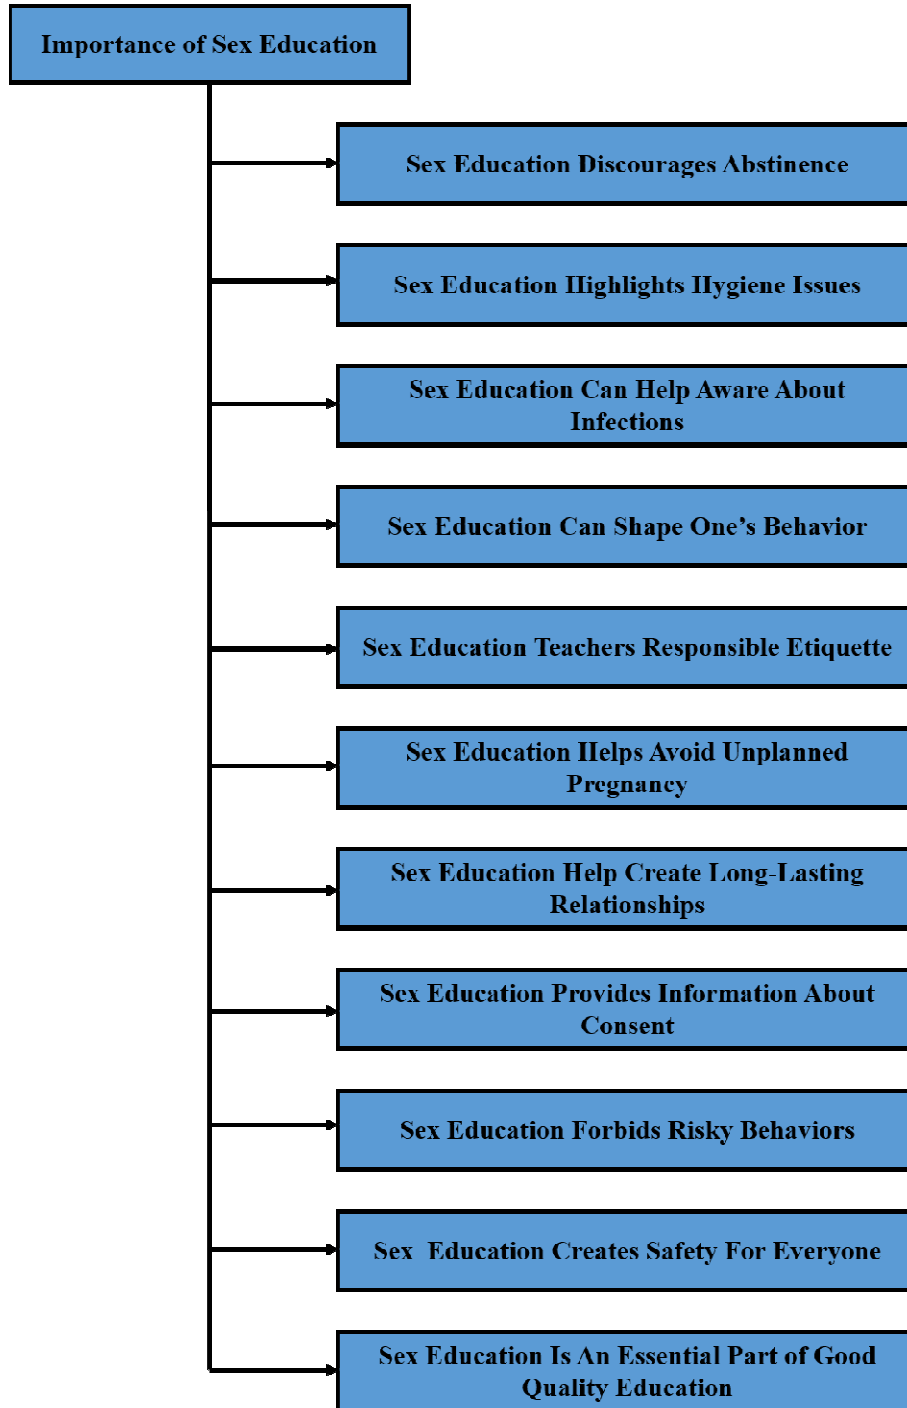 Importance of Sex Education
Sex Education Discourages Abstinence
Sex Education Highlights Hygiene Issues
Sex Education Can Help Aware About
Infections
Sex Education Can Shape One’s Behavior
Sex Education Teachers Responsible Etiquette
Sex Education Helps Avoid Unplanned
Pregnancy
Sex Education Help Create Long-Lasting
Relationships
Sex Education Provides Information About
Consent
Sex Education Forbids Risky Behaviors
Sex Education Creates Safety For Everyone
Sex Education Is An Essential Part of Good
Quality Education